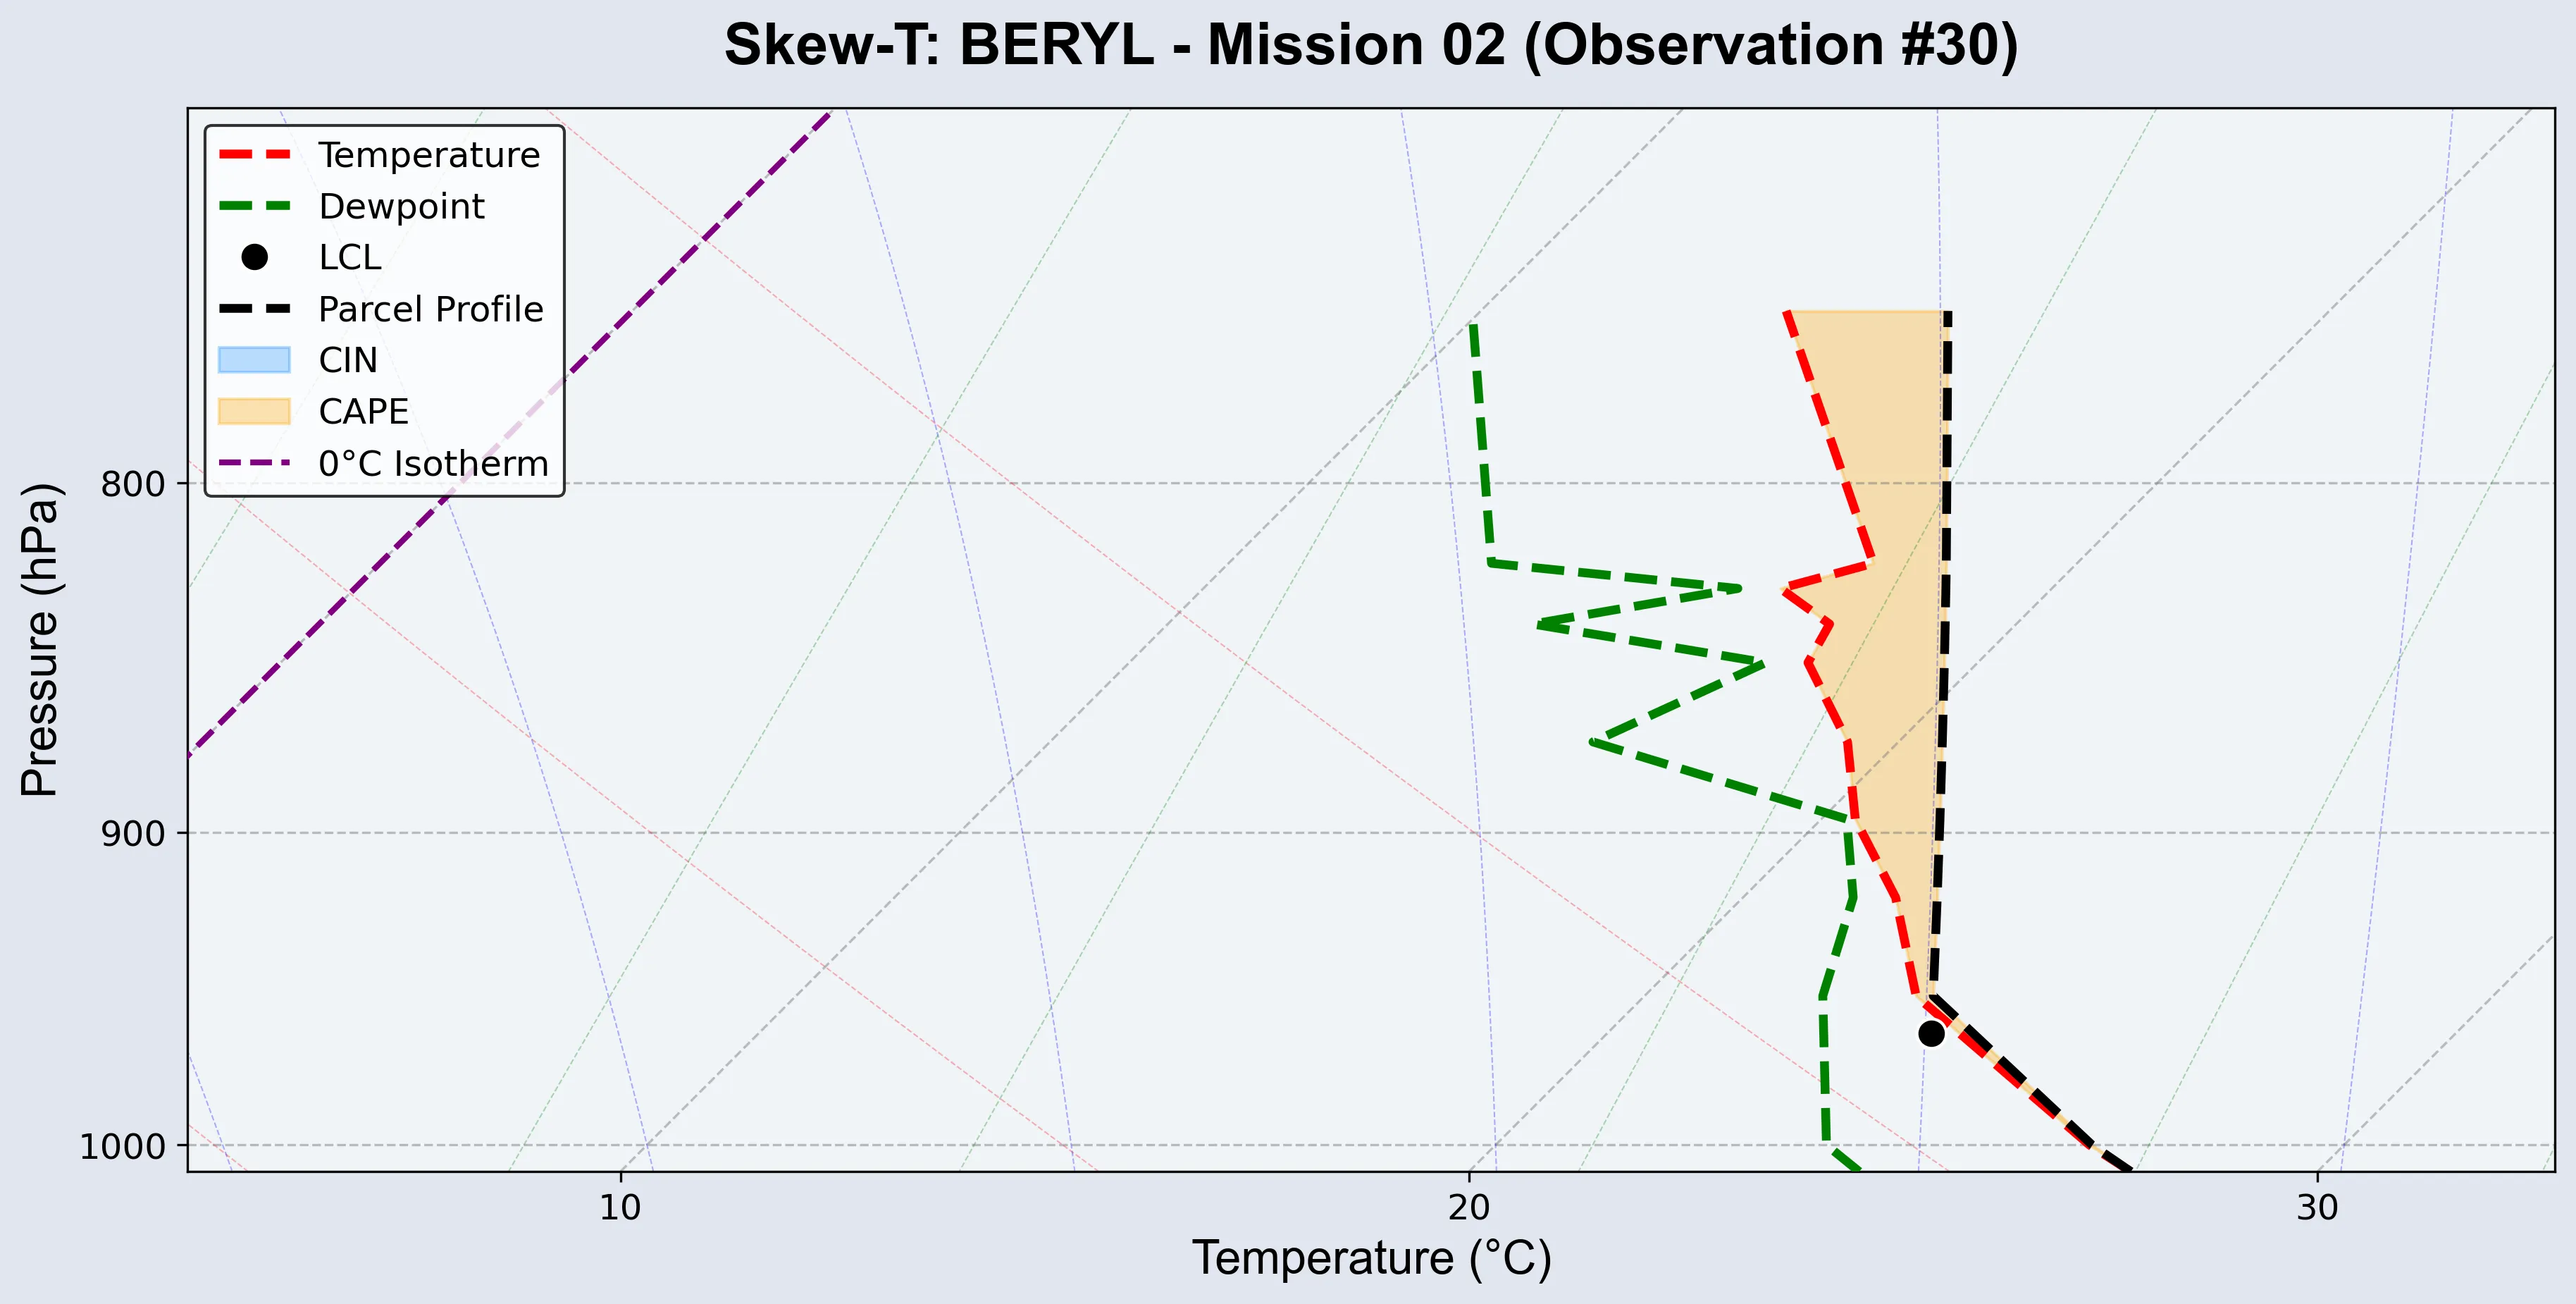 Skew-T: BERYL - Mission 02 (Observation #30)
Temperature
Dewpoint
LCL
Parcel Profile
CIN
CAPE
0°C Isotherm
Pressure (hPa)
800
900
1000
10
20
30
Temperature (°C)